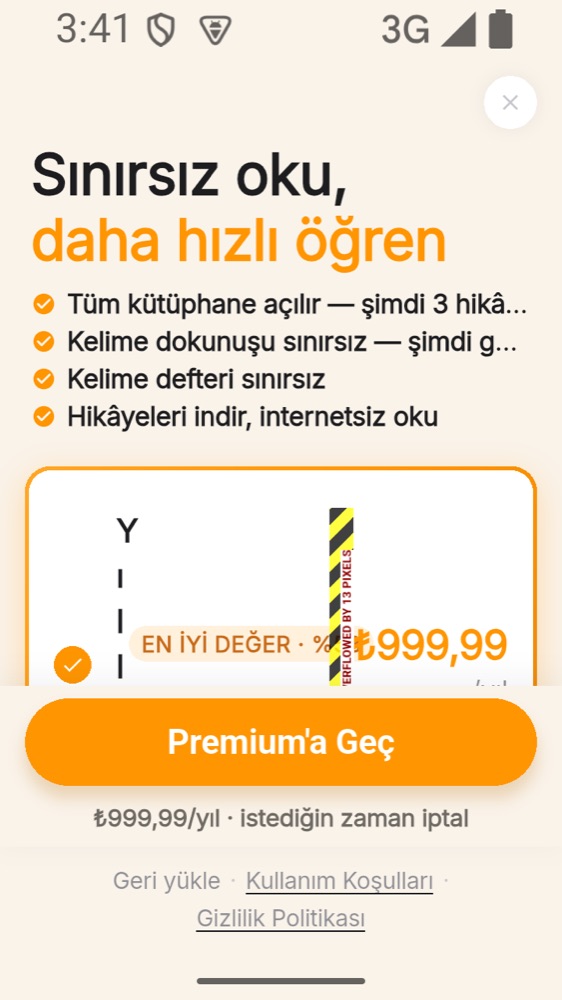 3:41
3G
Sınırsız oku,
daha hızlı öğren
Tüm kütüphane açılır — şimdi 3 hikâ...
Kelime dokunuşu sınırsız — şimdi g...
Kelime defteri sınırsız
Hikâyeleri indir, internetsiz oku
Y
ı
l
l
EN İYİ DEĞER · %
ERFLOWED BY 13 PIXELS
₺999,99
Premium'a Geç
₺999,99/yıl · istediğin zaman iptal
Geri yükle · Kullanım Koşulları ·
Gizlilik Politikası